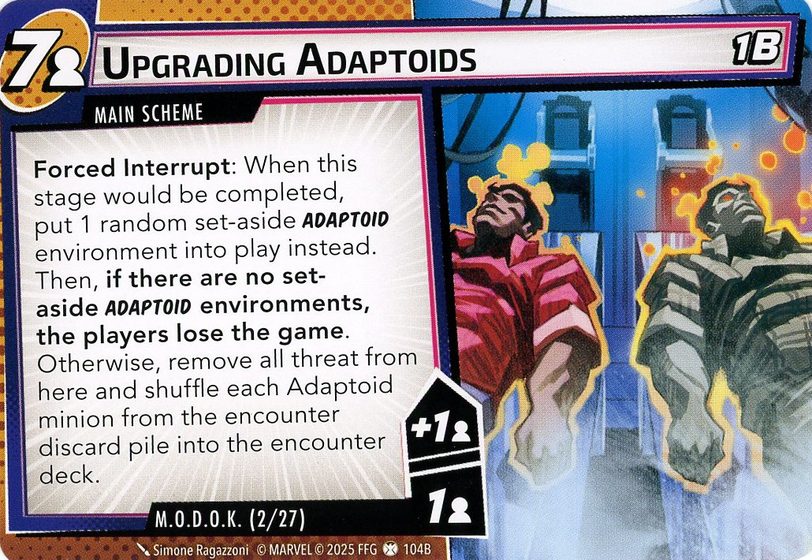 7
UPGRADING ADAPTOIDS
1B
MAIN SCHEME
Forced Interrupt: When this
stage would be completed,
put 1 random set-aside ADAPTOID
environment into play instead.
Then, if there are no set-
aside ADAPTOID environments,
the players lose the game.
Otherwise, remove all threat from
here and shuffle each Adaptoid
minion from the encounter
discard pile into the encounter
deck.
+1
1
M.O.D.O.K. (2/27)
Simone Ragazzoni © MARVEL © 2025 FFG 104B